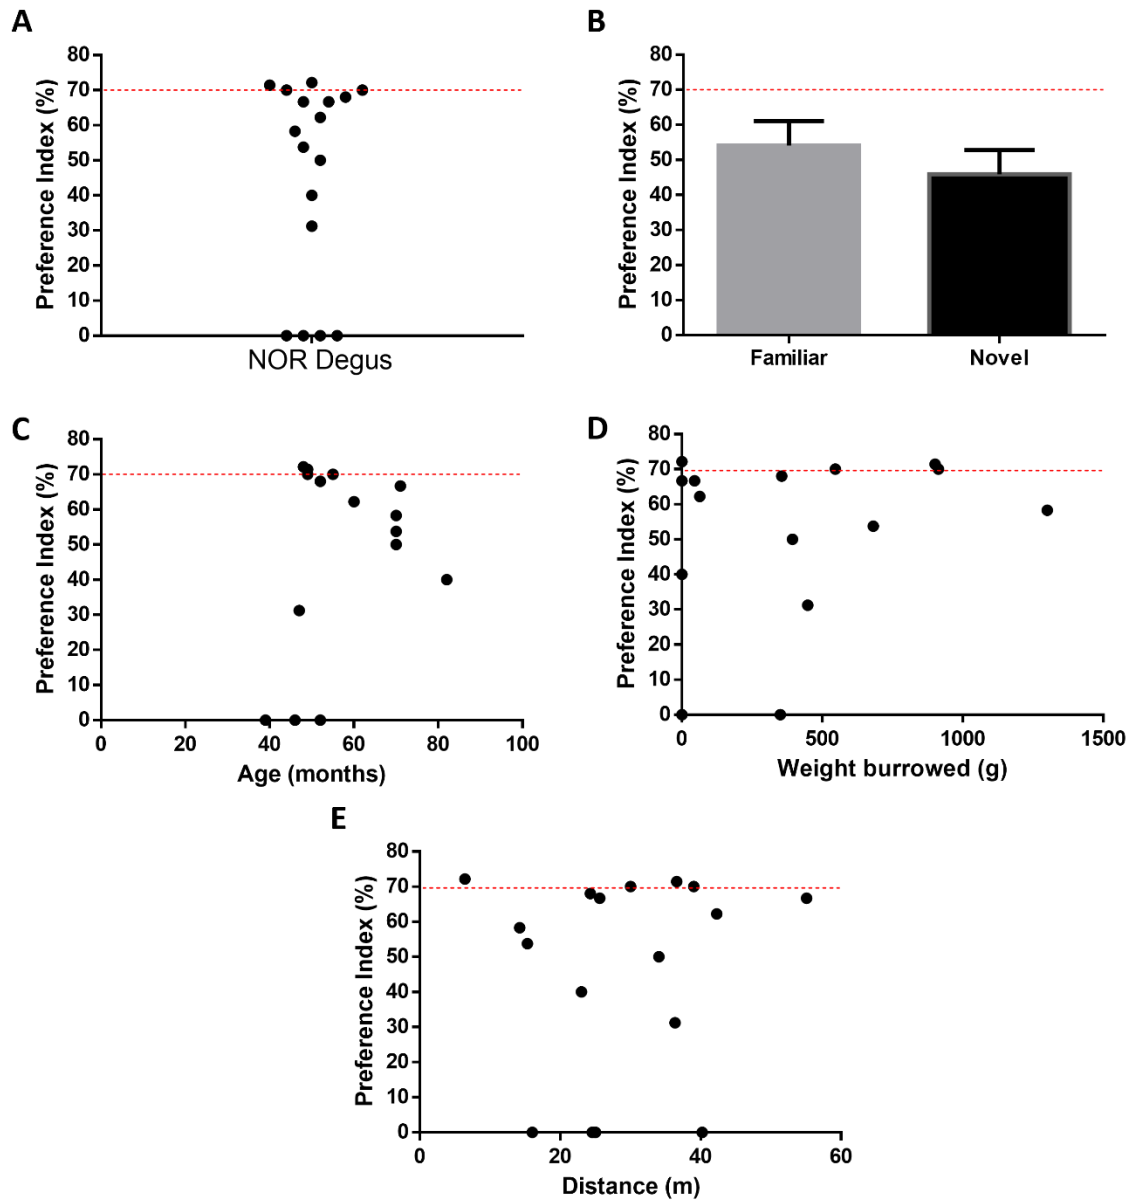 A
Preference Index (%)
80
70
60
50
40
30
20
10
0
NOR Degus
B
Preference Index (%)
80
70
60
50
40
30
20
10
0
Familiar Novel
C
Preference Index (%)
80
70
60
50
40
30
20
10
0
0 20 40 60 80 100
Age (months)
D
Preference Index (%)
80
70
60
50
40
30
20
10
0
0 500 1000 1500
Weight burrowed (g)
E
Preference Index (%)
80
70
60
50
40
30
20
10
0
0 20 40 60
Distance (m)